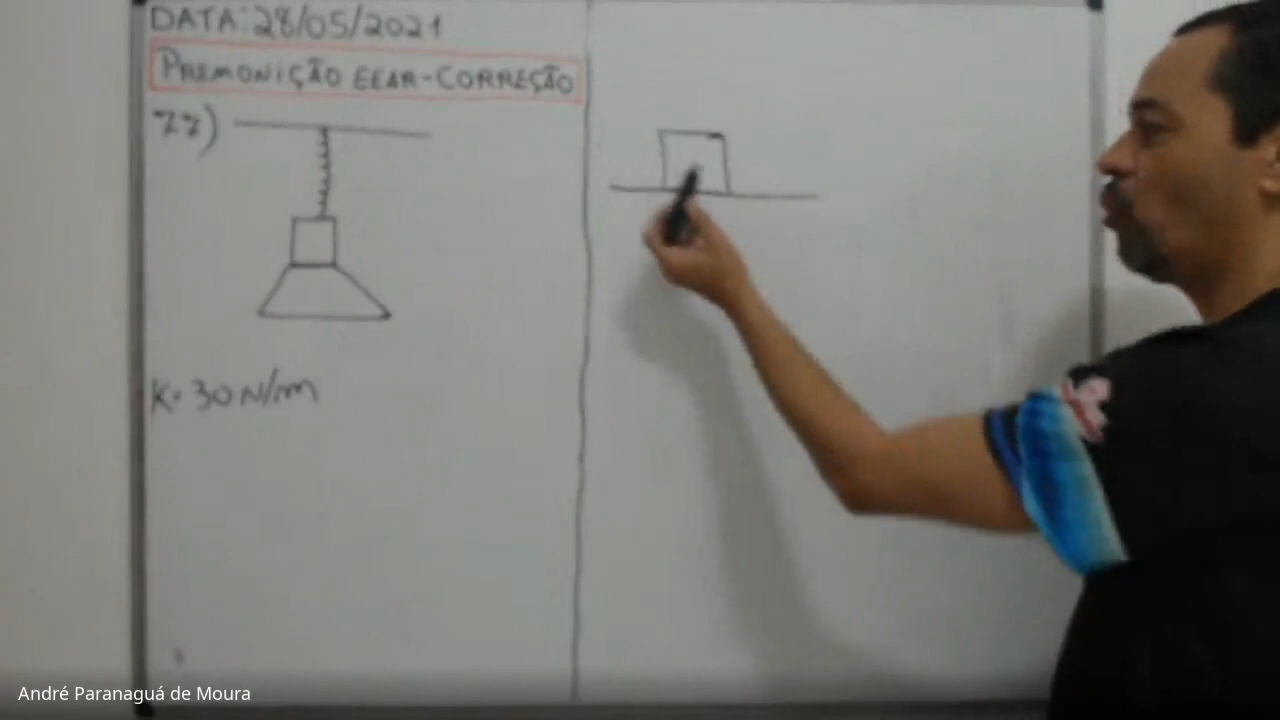 DATA: 28/05/2021
PREMONIÇÃO EEAR-CORREÇÃO
77)
K= 30 N/m
André Paranaguá de Moura